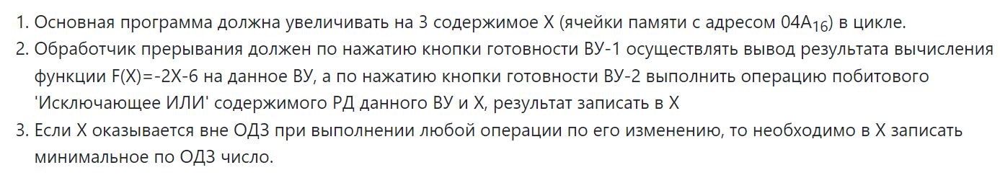 1. Основная программа должна увеличивать на 3 содержимое X (ячейки памяти с адресом 04A16) в цикле.
2. Обработчик прерывания должен по нажатию кнопки готовности ВУ-1 осуществлять вывод результата вычисления
функции F(X)=-2X-6 на данное ВУ, а по нажатию кнопки готовности ВУ-2 выполнить операцию побитового
'Исключающее ИЛИ' содержимого РД данного ВУ и X, результат записать в X
3. Если X оказывается вне ОДЗ при выполнении любой операции по его изменению, то необходимо в X записать
минимальное по ОДЗ число.